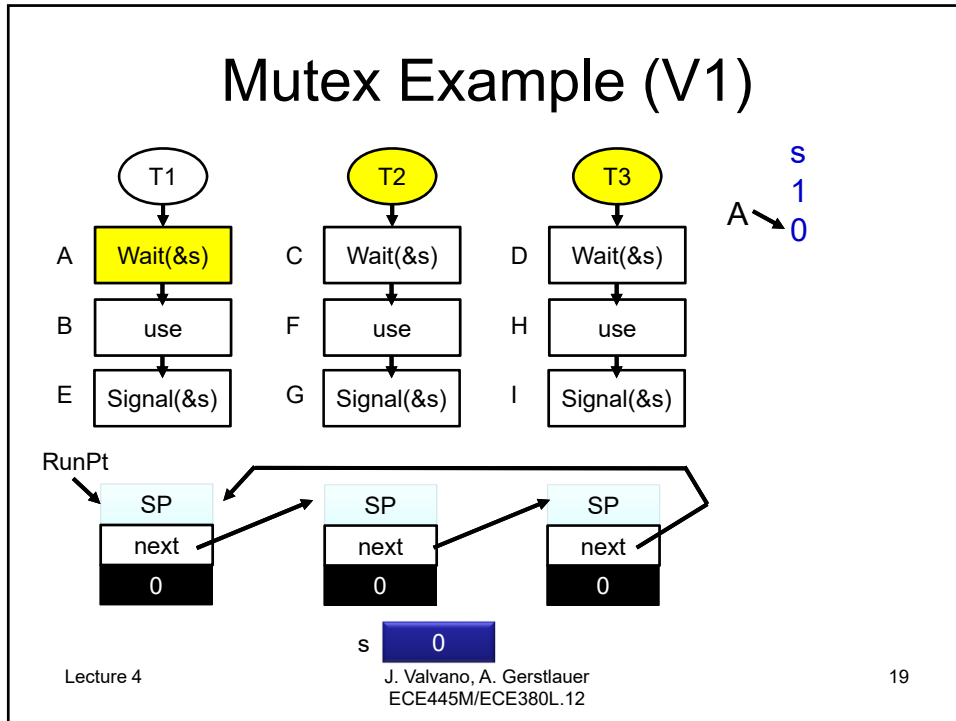 Mutex Example (V1)
T1 T2 T3
s
1
A 0
A Wait(&s) C Wait(&s) D Wait(&s)
B use F use H use
E Signal(&s) G Signal(&s) I Signal(&s)
RunPt
SP SP SP
next next next
0 0 0
s 0
Lecture 4 J. Valvano, A. Gerstlauer 19
ECE445M/ECE380L.12